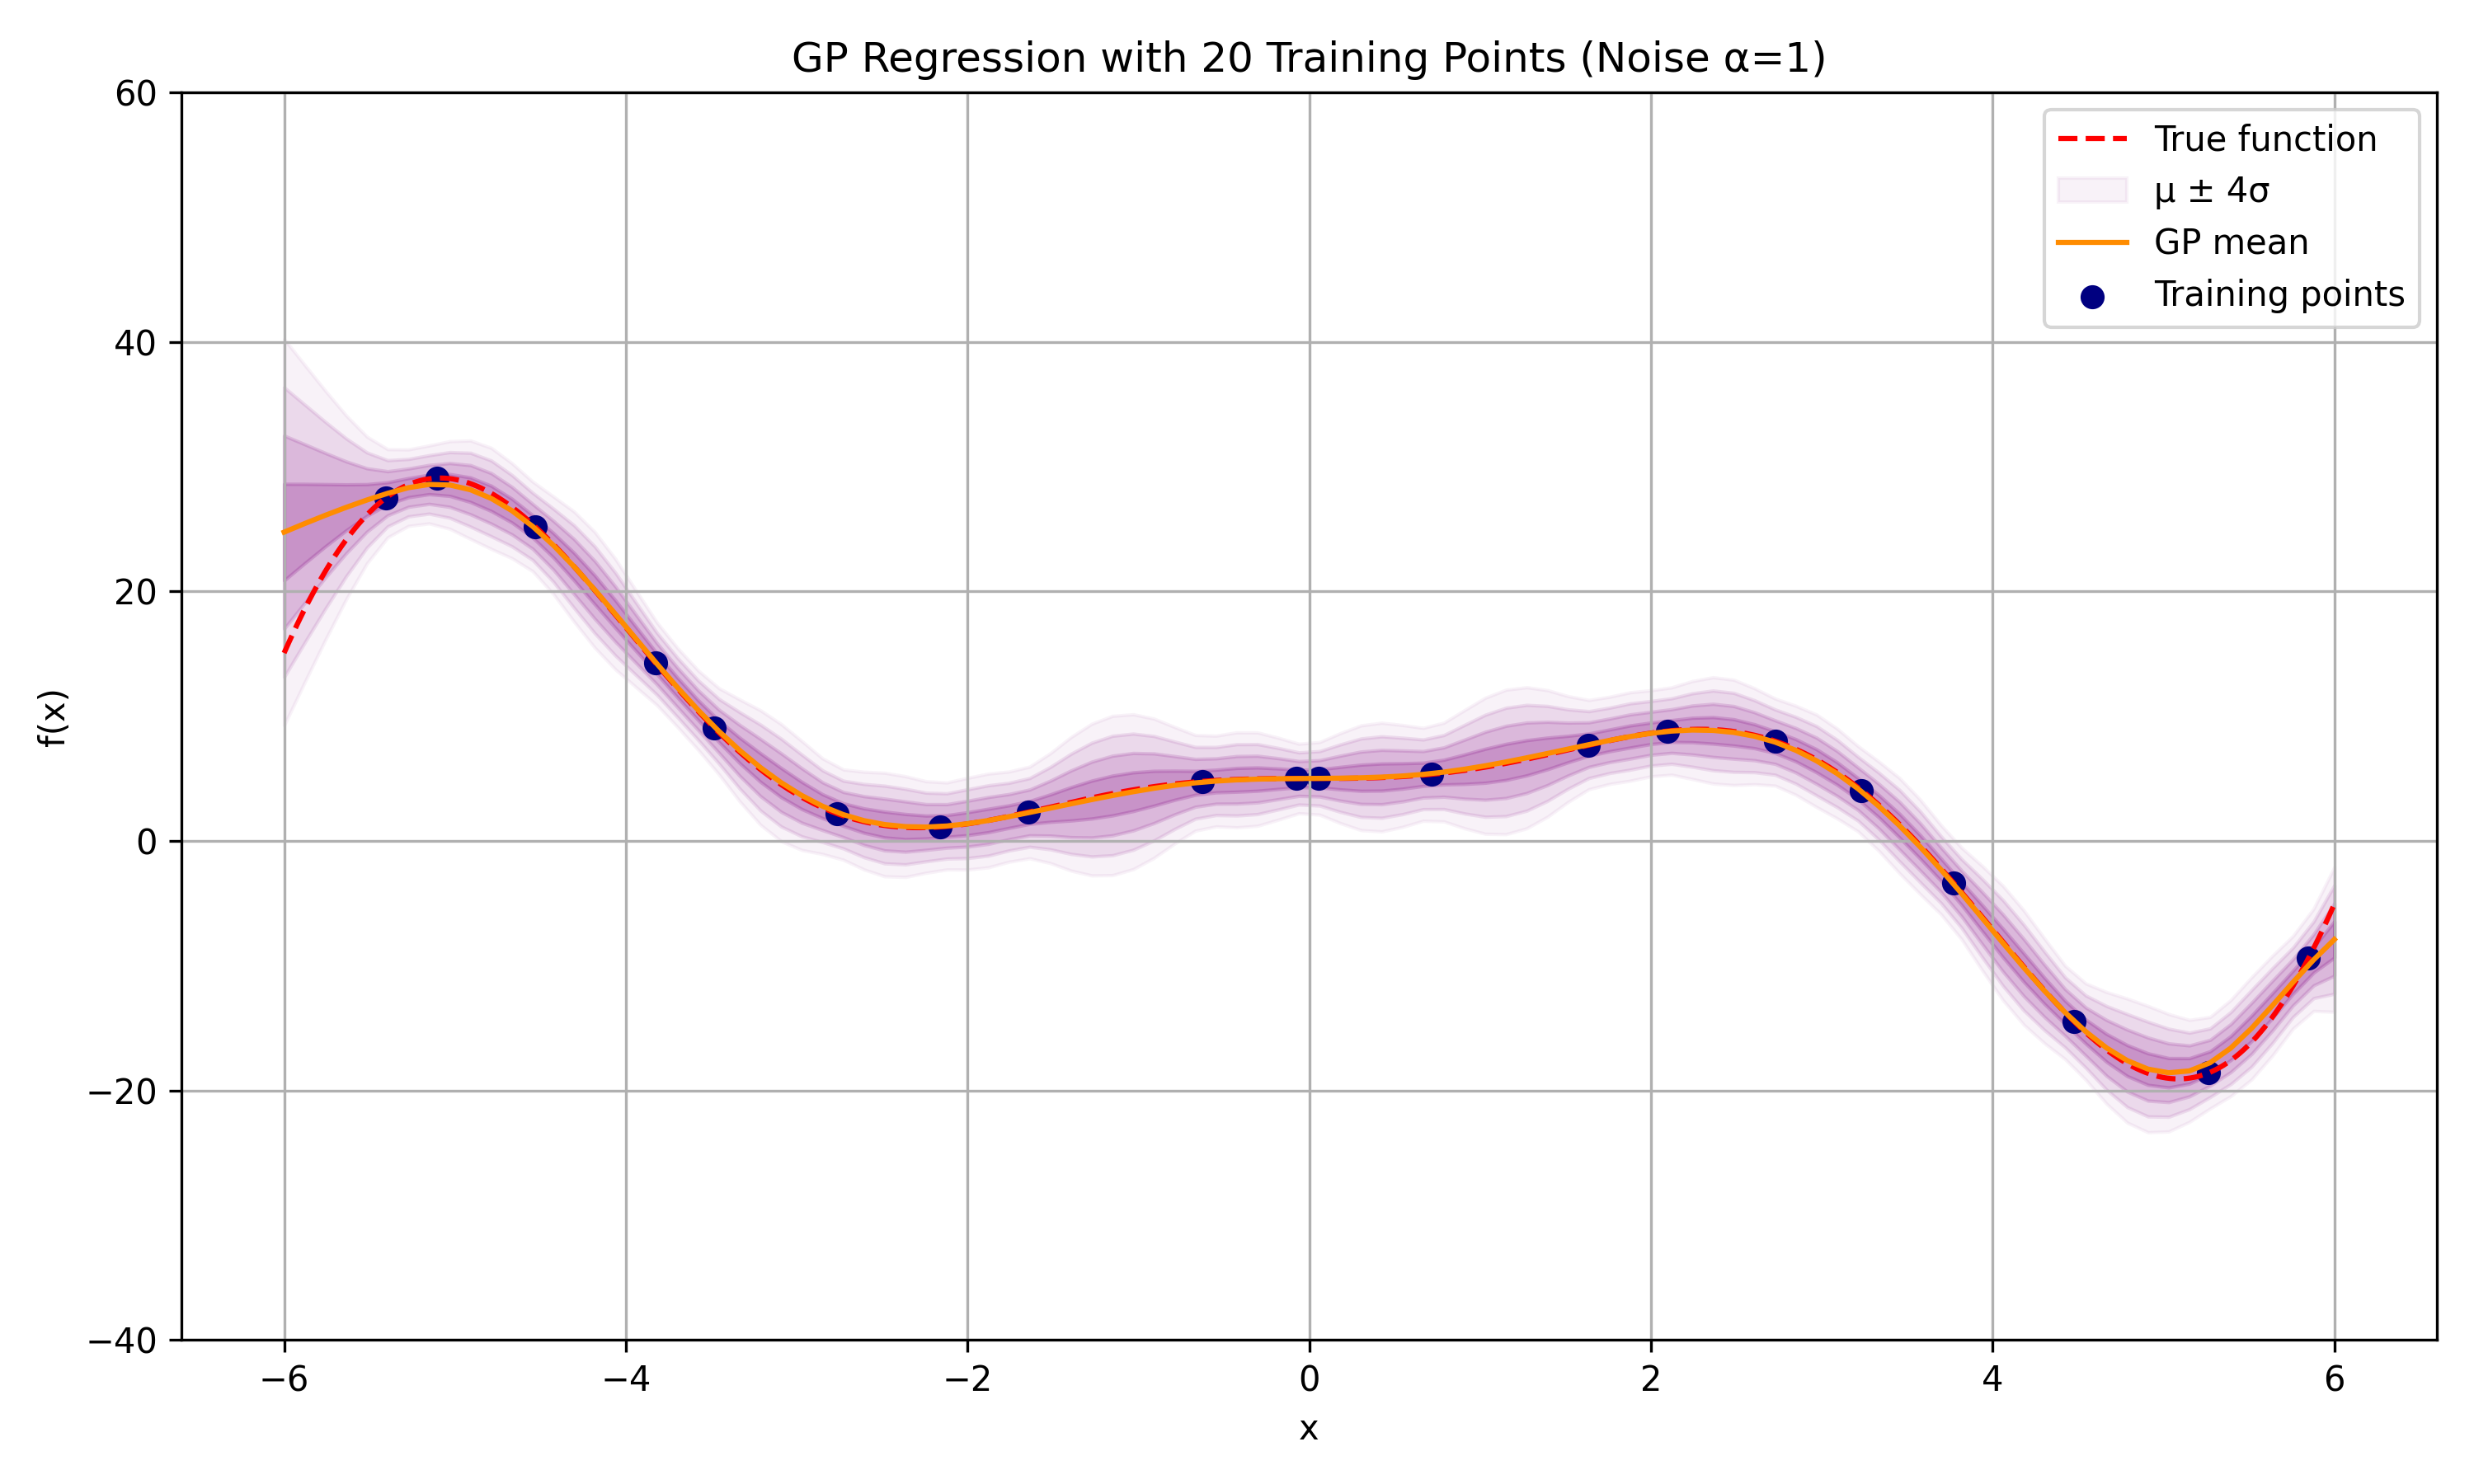 GP Regression with 20 Training Points (Noise α=1)
60
40
20
0
−20
−40
f(x)
True function
μ ± 4σ
GP mean
Training points
−6
−4
−2
0
2
4
6
x